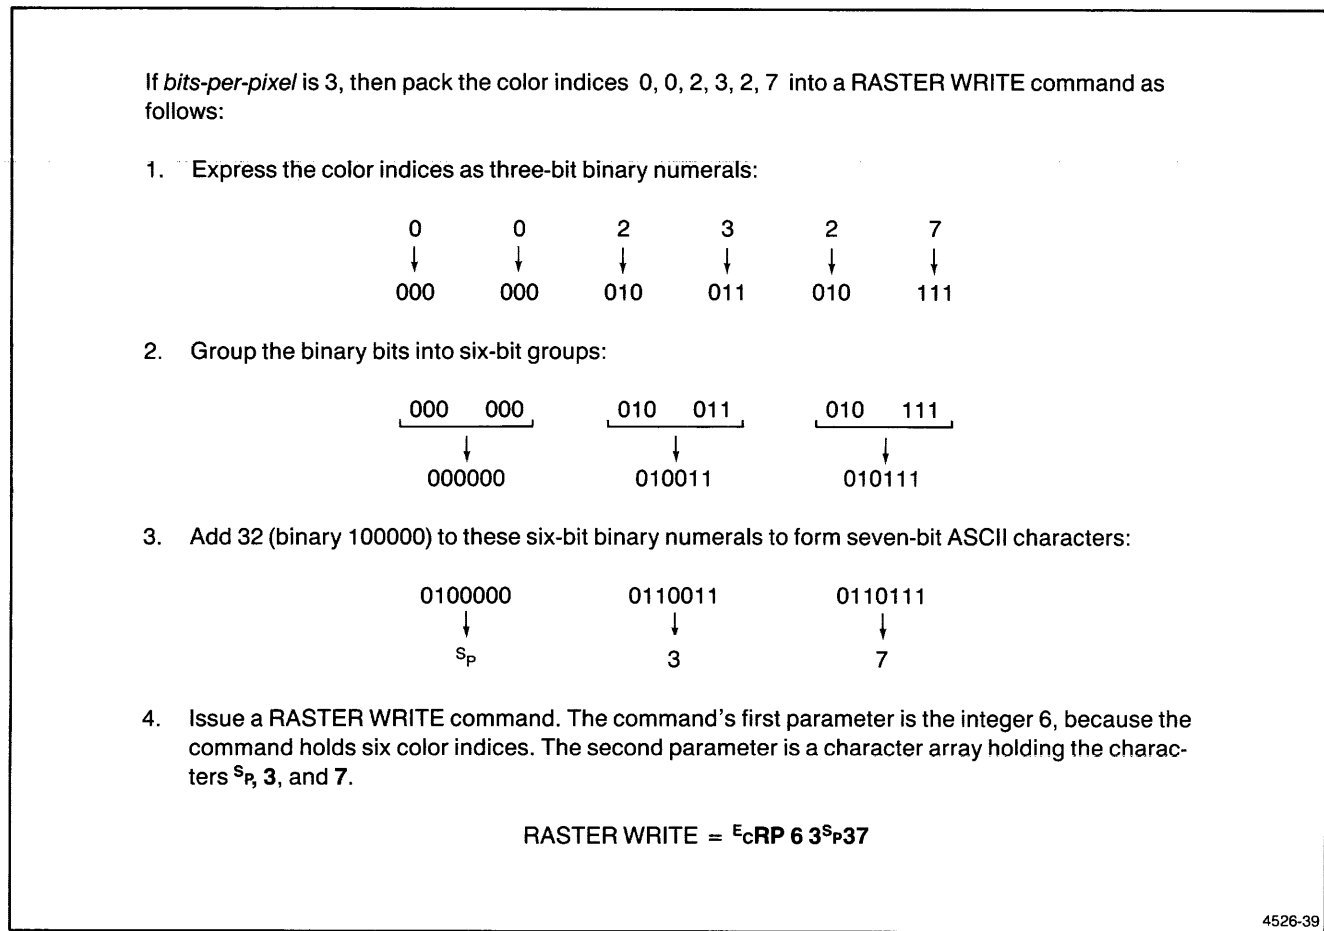 If bits-per-pixel is 3, then pack the color indices 0, 0, 2, 3, 2, 7 into a RASTER WRITE command as
follows:
1. Express the color indices as three-bit binary numerals:
0 0 2 3 2 7
↓ ↓ ↓ ↓ ↓ ↓
000 000 010 011 010 111
2. Group the binary bits into six-bit groups:
000 000 010 011 010 111
↓ ↓ ↓
000000 010011 010111
3. Add 32 (binary 100000) to these six-bit binary numerals to form seven-bit ASCII characters:
0100000 0110011 0110111
↓ ↓ ↓
SP 3 7
4. Issue a RASTER WRITE command. The command's first parameter is the integer 6, because the
command holds six color indices. The second parameter is a character array holding the charac-
ters SP, 3, and 7.
RASTER WRITE = ECRP 6 3SP37
4526-39